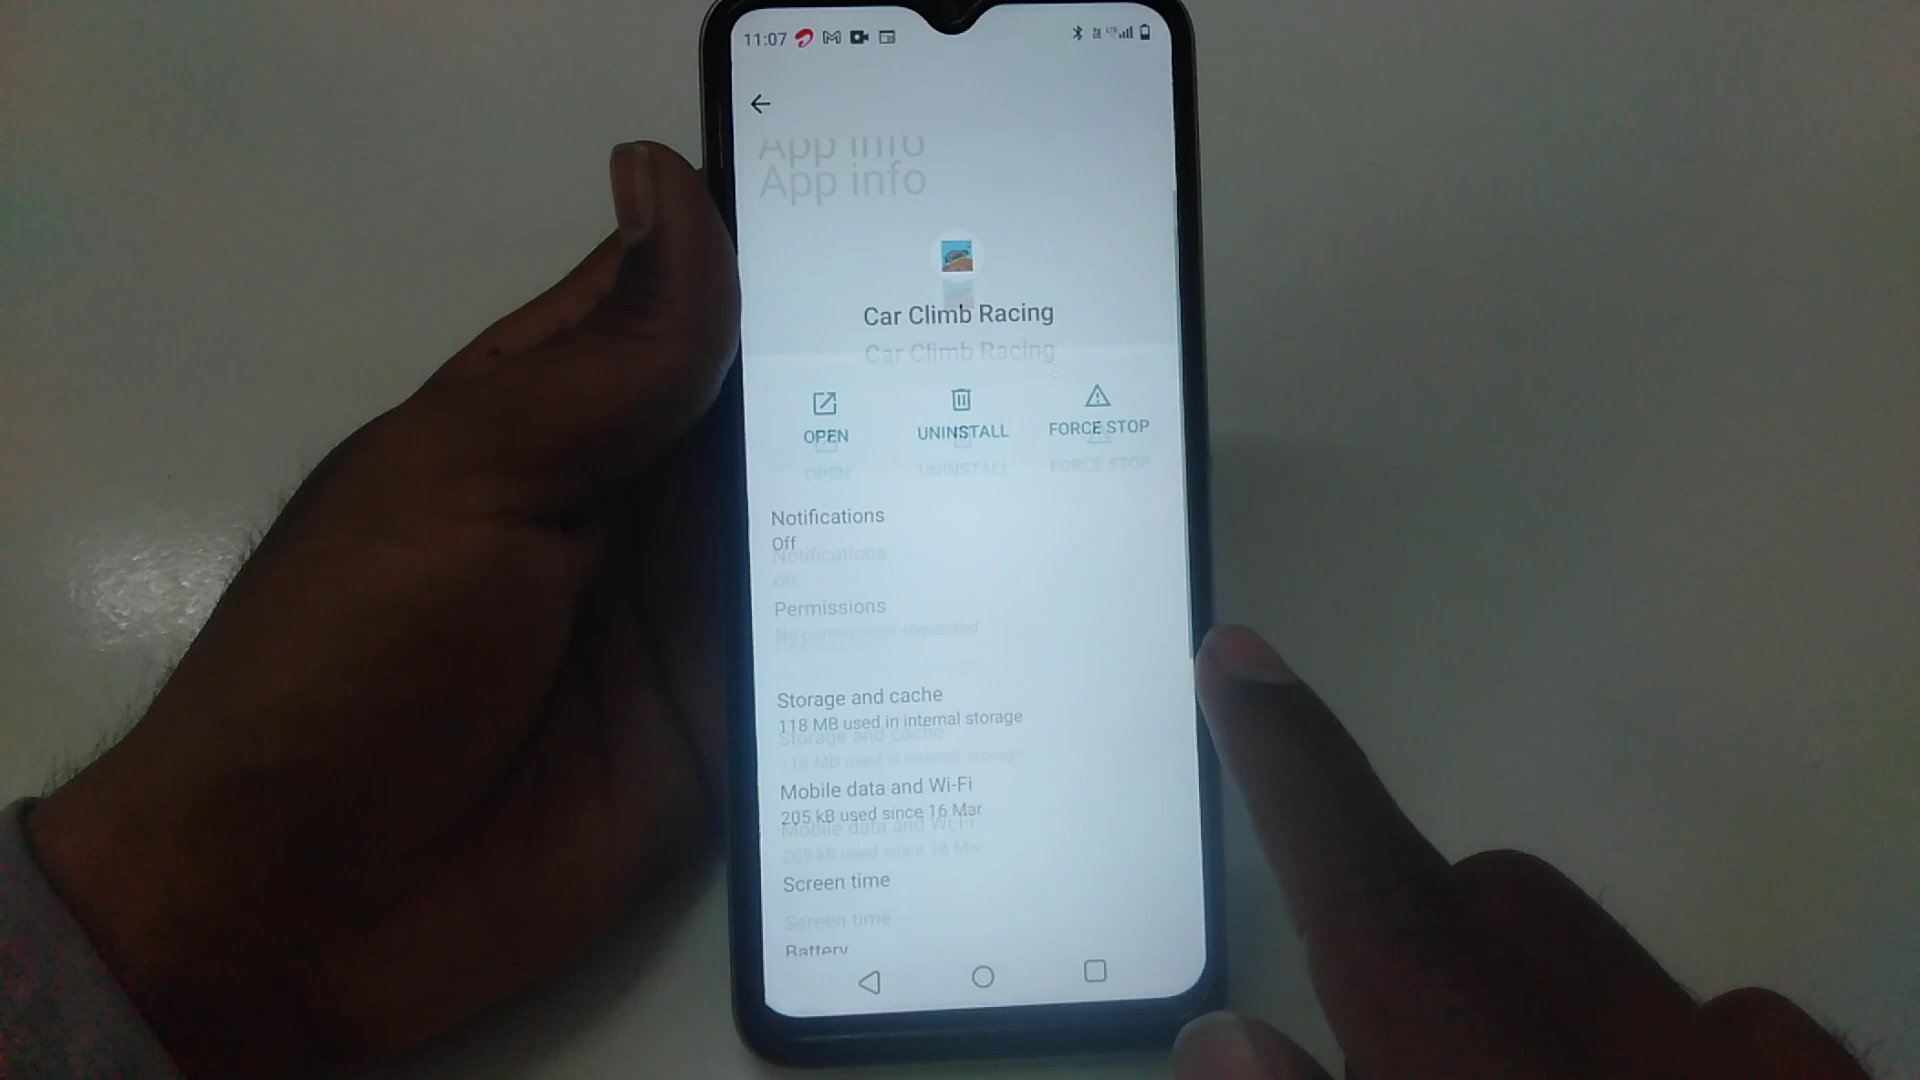 11:07
App info
App info
Car Climb Racing
Car Climb Racing
OPEN UNINSTALL FORCE STOP
OPEN UNINSTALL FORCE STOP
Notifications
Off
Notifications
Off
Permissions
No permissions requested
Storage and cache
118 MB used in internal storage
Storage and cache
118 MB used in internal storage
Mobile data and Wi-Fi
205 kB used since 16 Mar
Mobile data and Wi-Fi
205 kB used since 16 Mar
Screen time
Screen time
Battery